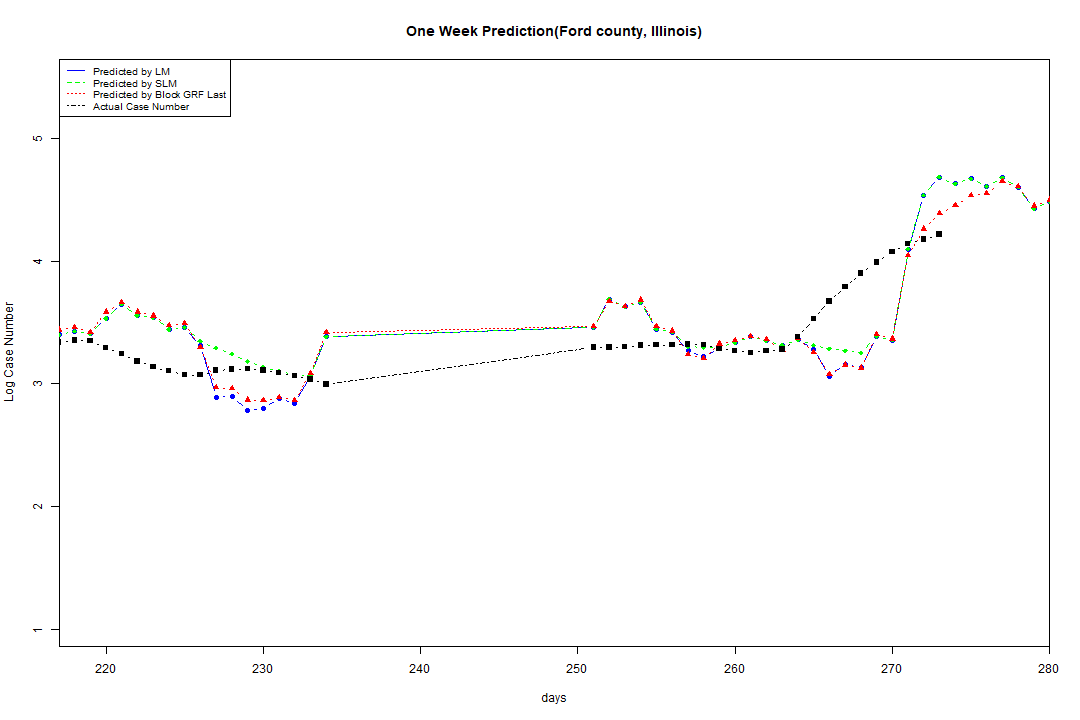 One Week Prediction(Ford county, Illinois)
Predicted by LM
Predicted by SLM
Predicted by Block GRF Last
Actual Case Number
Log Case Number
5
4
3
2
1
220 230 240 250 260 270 280
days